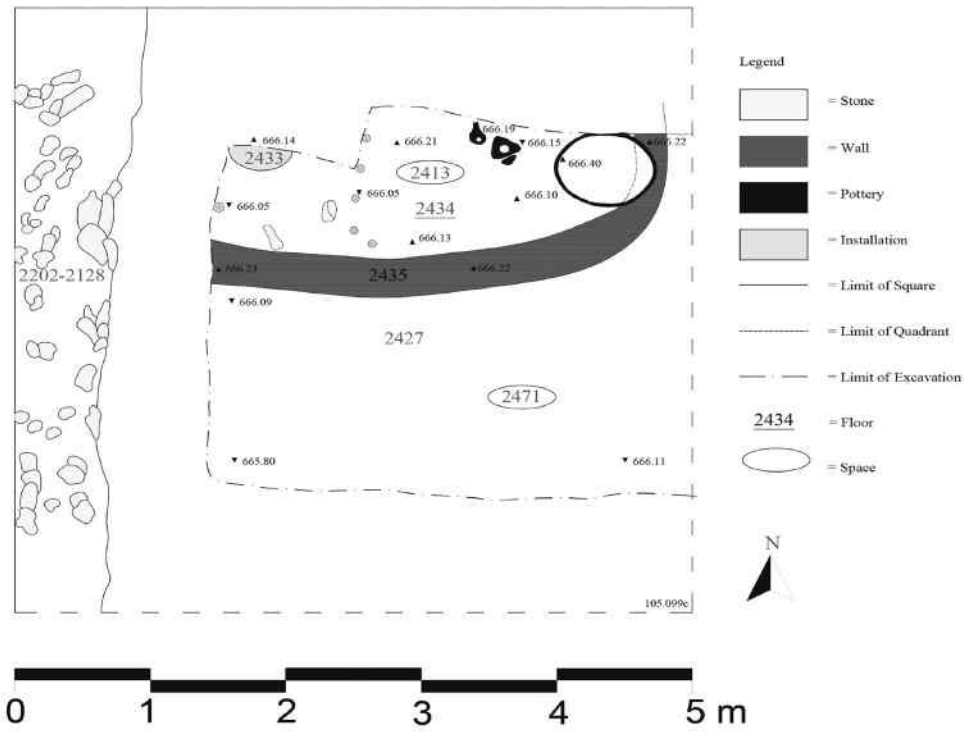 666.14
2433
666.21
666.19
666.15
666.22
666.40
2413
666.05
666.05
2434
666.10
666.13
2202-2128
666.23
2435
666.22
666.09
2427
2471
665.80
666.11
105.099c
Legend
= Stone
= Wall
= Pottery
= Installation
= Limit of Square
= Limit of Quadrant
= Limit of Excavation
2434 = Floor
= Space
N
0 1 2 3 4 5 m